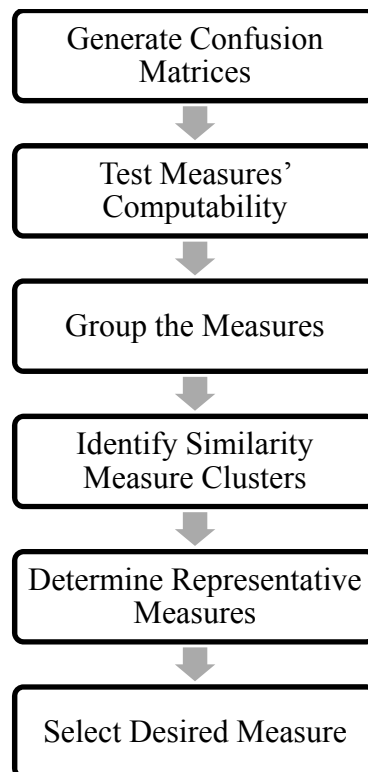 Generate Confusion
Matrices
Test Measures’
Computability
Group the Measures
Identify Similarity
Measure Clusters
Determine Representative
Measures
Select Desired Measure